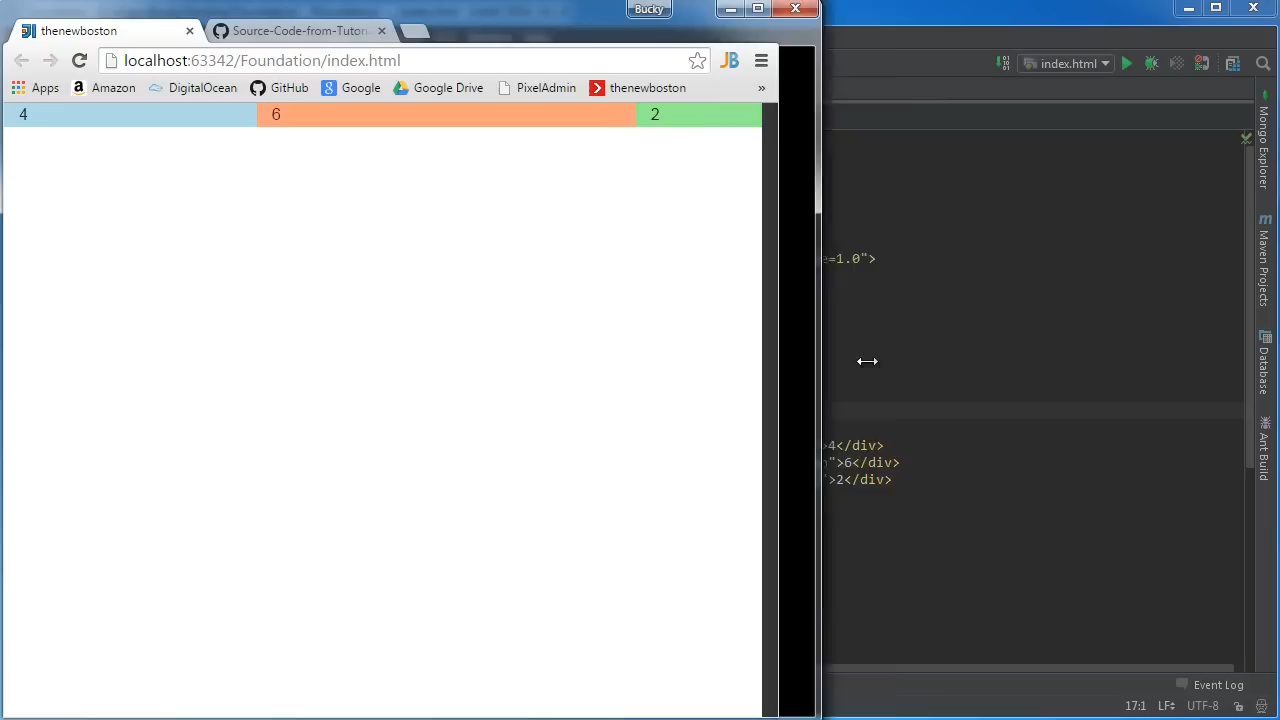 Bucky
thenewboston
Source-Code-from-Tutori
localhost:63342/Foundation/index.html
JB
index.html
Apps
a Amazon
DigitalOcean
GitHub
g Google
Google Drive
PixelAdmin
thenewboston
»
4 6 2
=1.0">
>4</div>
">6</div>
">2</div>
Mongo Explorer
m Maven Projects
Database
Ant Build
Event Log
17:1 LF UTF-8